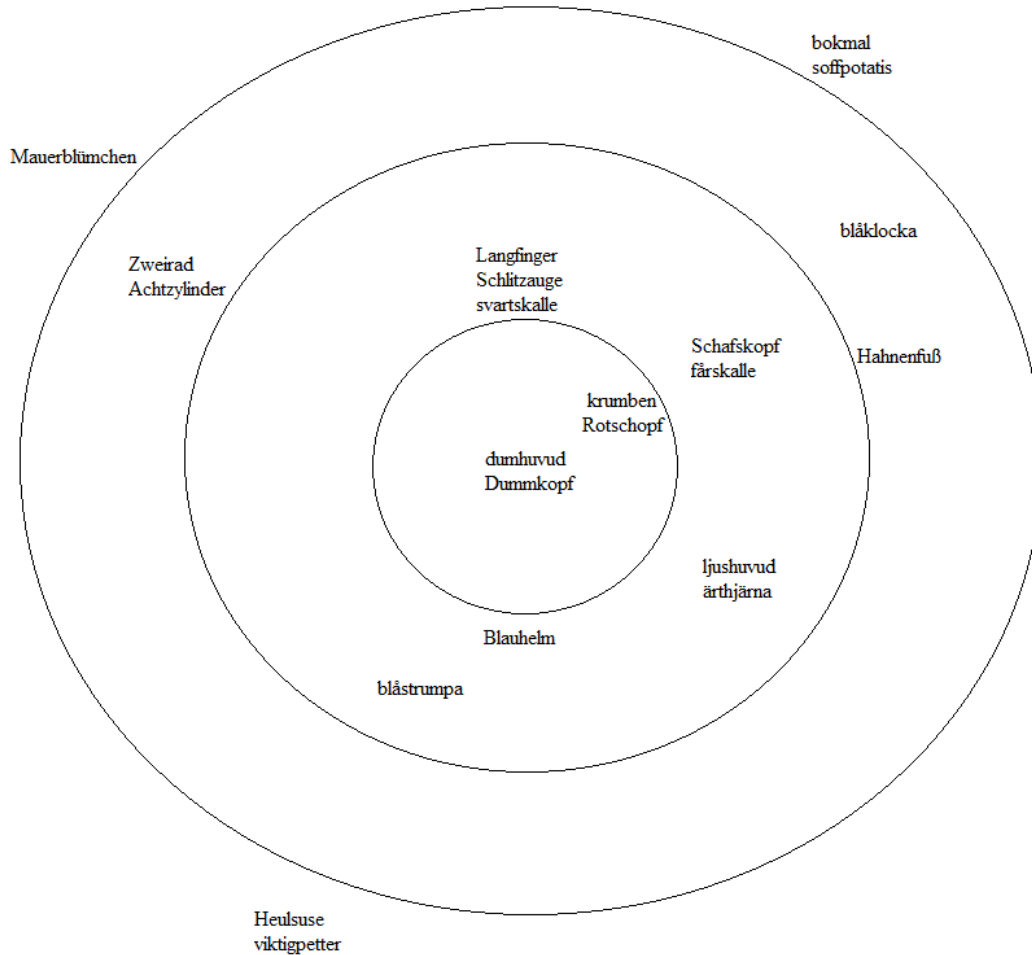 bokmal
soffpotatis
Mauerblümchen
blåklocka
Zweirad
Achtzylinder
Langfinger
Schlitzauge
svartskalle
Schafskopf
fårskalle
Hahnenfuß
krumben
Rotschopf
dumhuvud
Dummkopf
ljushuvud
ärthjärna
Blauhelm
blåstrumpa
Heulsuse
viktigpetter